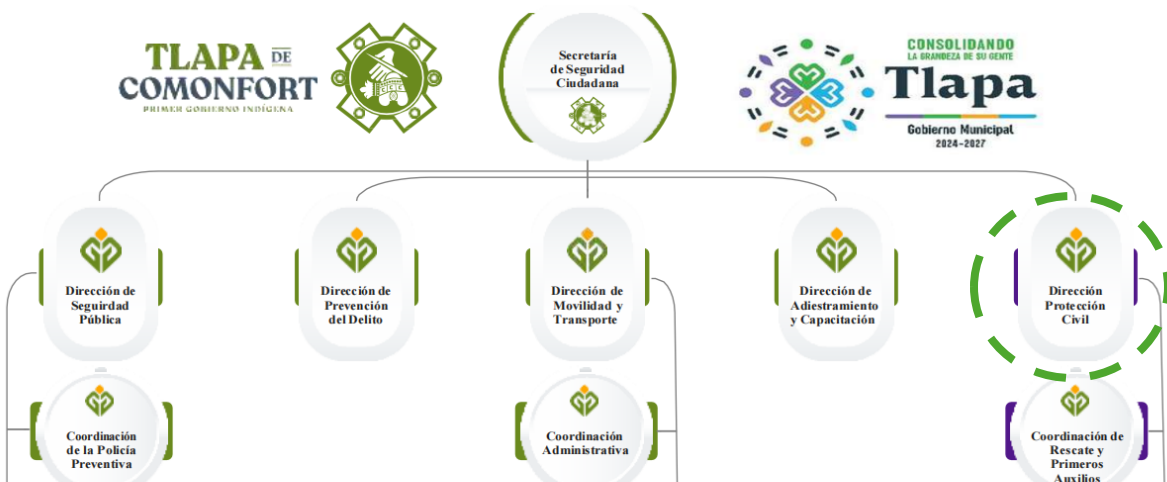 TLAPA DE
COMONFORT
PRIMER GOBIERNO INDÍGENA
Secretaría
de Seguridad
Ciudadana
CONSOLIDANDO
LA GRANDEZA DE SU GENTE
Tlapa
Gobierno Municipal
2024-2027
Dirección de
Seguirdad
Pública
Dirección de
Prevención
del Delito
Dirección de
Movilidad y
Transporte
Dirección de
Adiestramiento
y Capacitación
Dirección
Protección
Civil
Coordinación
de la Policía
Preventiva
Coordinación
Administrativa
Coordinación de
Rescate y
Primeros
Auxilios